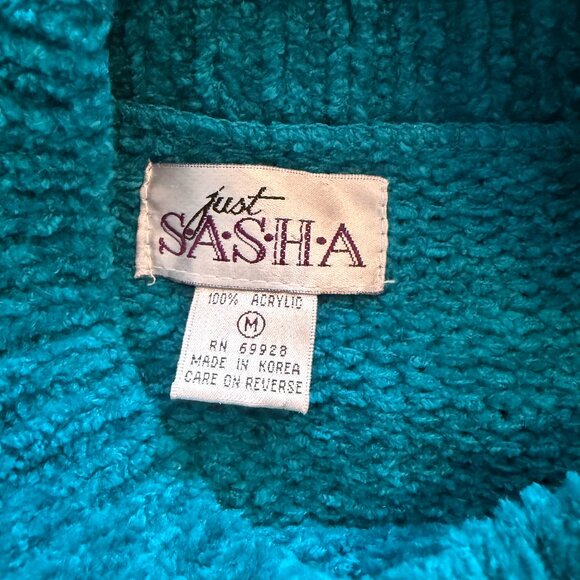 just
S•A•S•H•A
100% ACRYLIC
M
RN 69928
MADE IN KOREA
CARE ON REVERSE